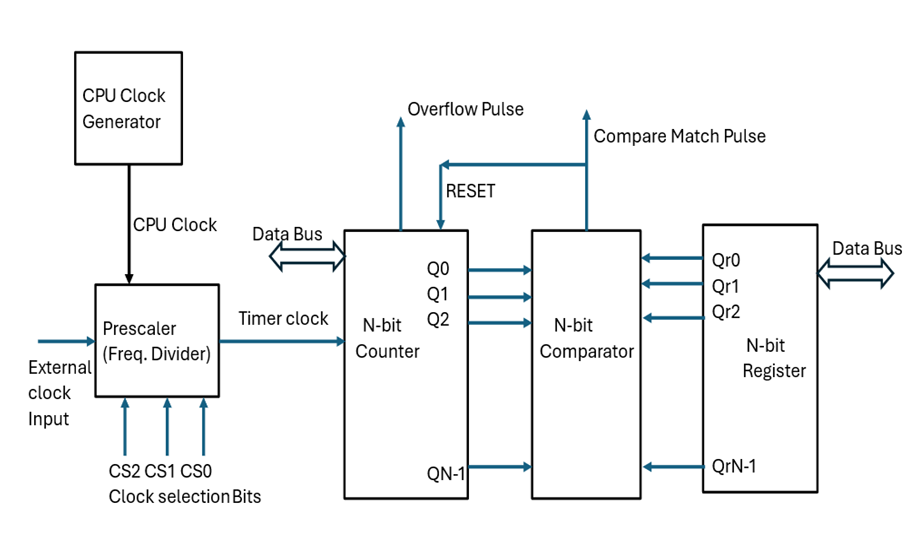 CPU Clock
Generator
Overflow Pulse
Compare Match Pulse
RESET
CPU Clock
Data Bus
Data Bus
Q0
Q1
Q2
Qr0
Qr1
Qr2
Timer clock
Prescaler
(Freq. Divider)
N-bit
Counter
N-bit
Comparator
N-bit
Register
External
clock
Input
CS2 CS1 CS0
Clock selection Bits
QN-1
QrN-1